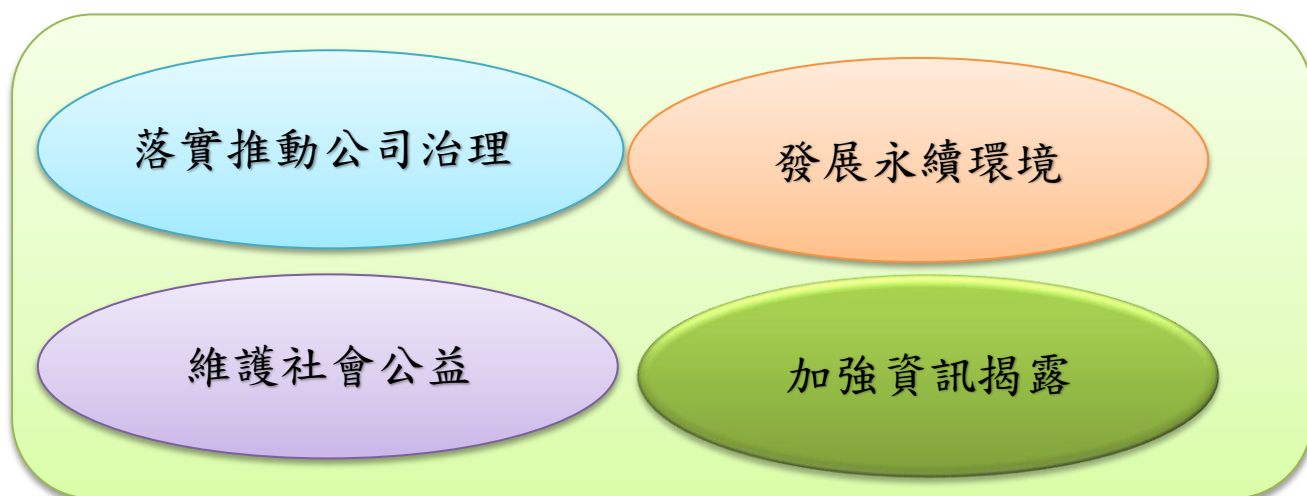 落實推動公司治理
發展永續環境
維護社會公益
加強資訊揭露